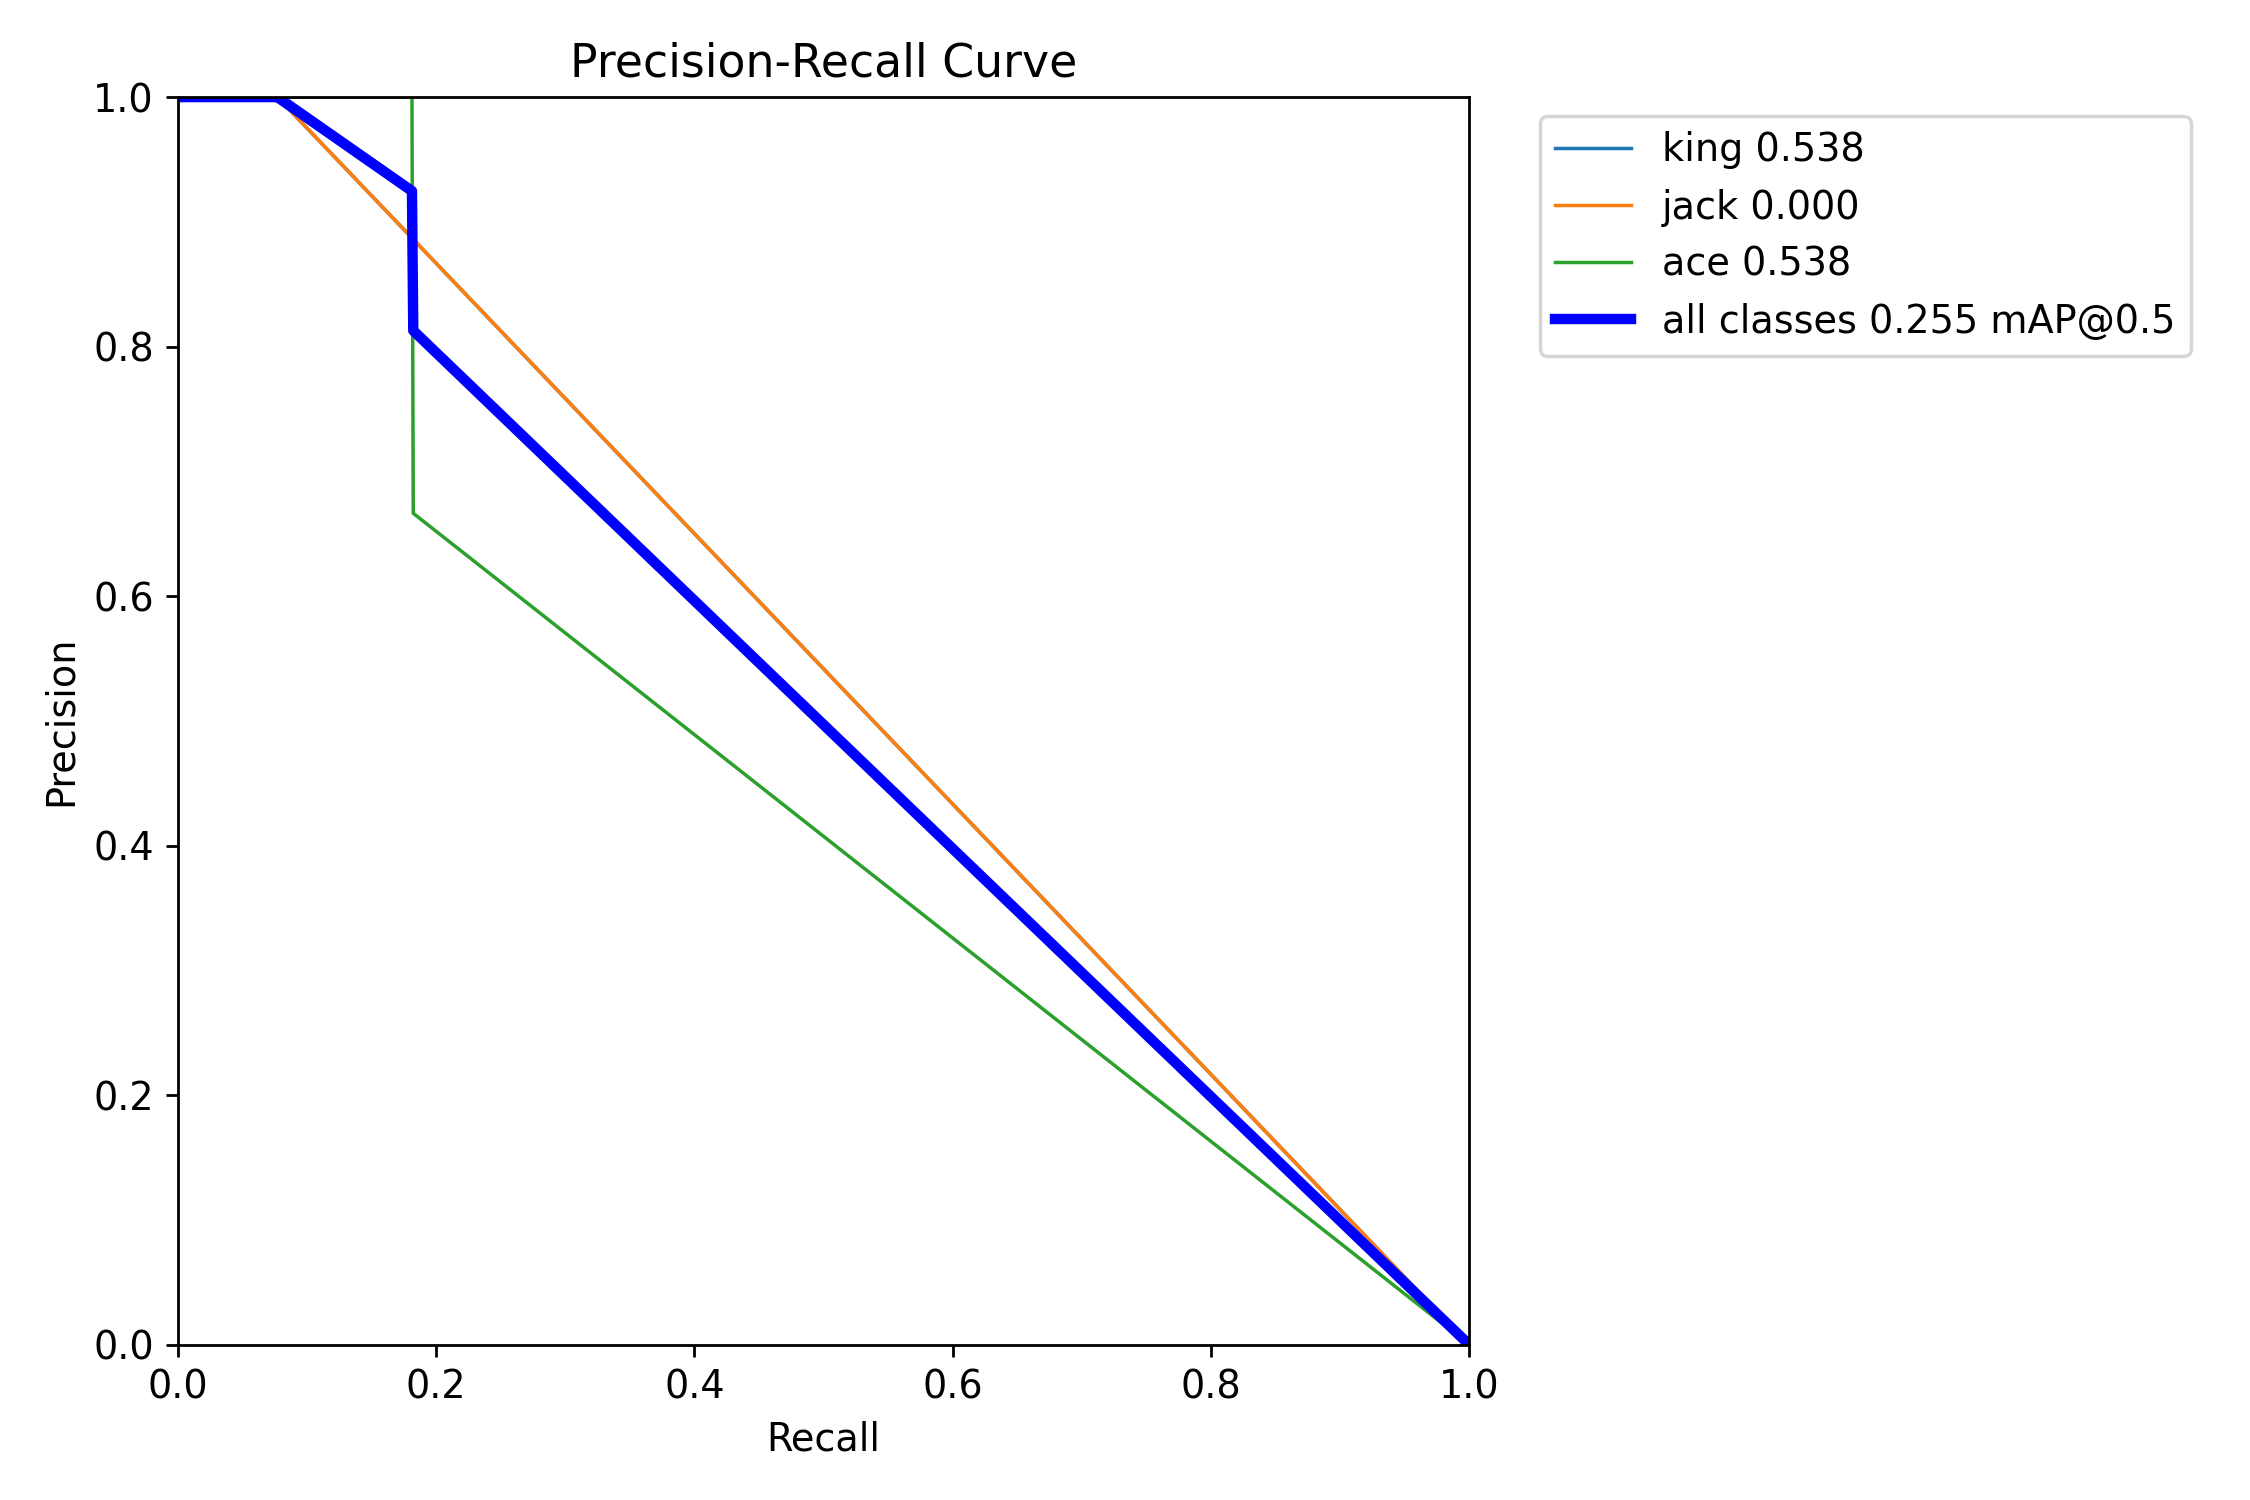 Precision-Recall Curve
1.0
0.8
0.6
0.4
0.2
0.0
Precision
0.0 0.2 0.4 0.6 0.8 1.0
Recall
king 0.538
jack 0.000
ace 0.538
all classes 0.255 mAP@0.5